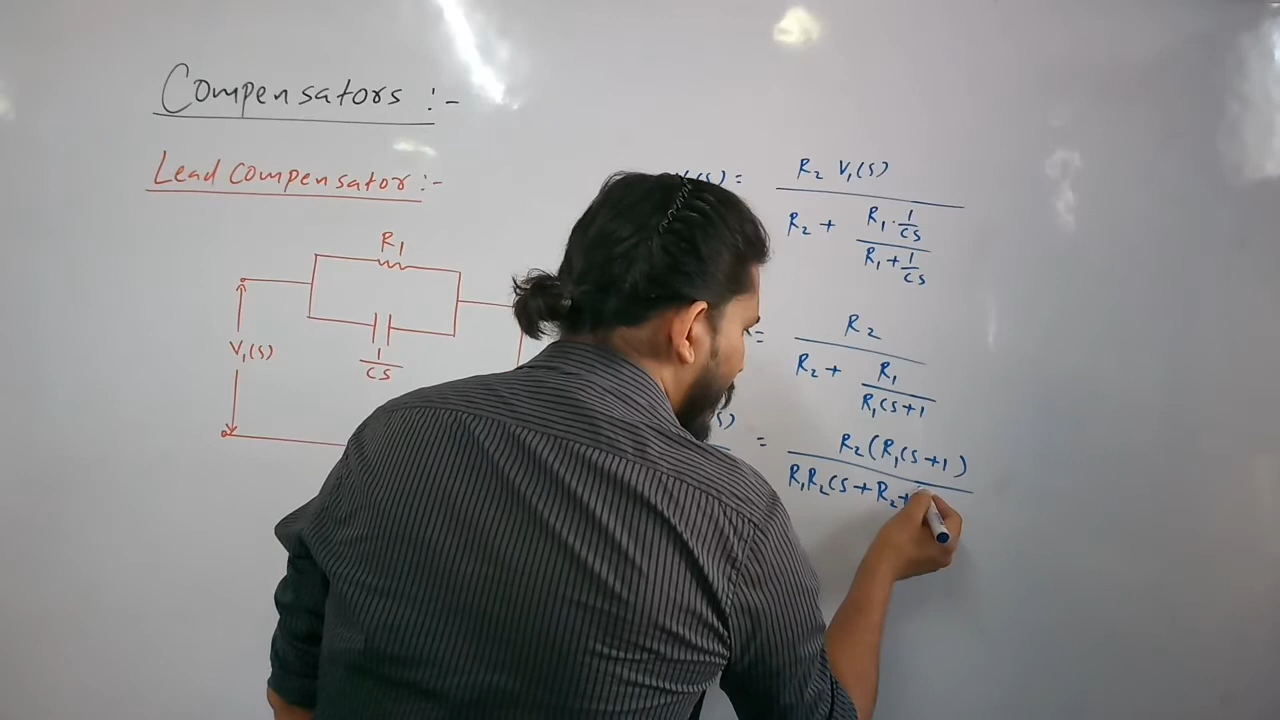 Compensators :-
Lead Compensator :-
R1
V1(s)
1/CS
(s) = R2 V1(s) / R2 + (R1 · 1/CS) / (R1 + 1/CS)
= R2 / R2 + R1 / R1CS+1
s)
= R2(R1CS+1) / R1R2CS + R2 +